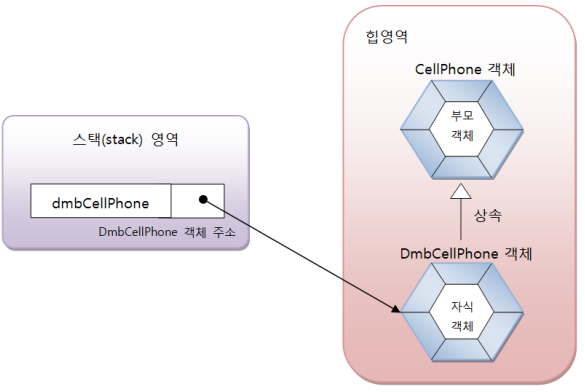 힙영역
CellPhone 객체
부모
객체
스택(stack) 영역
dmbCellPhone
DmbCellPhone 객체 주소
상속
DmbCellPhone 객체
자식
객체